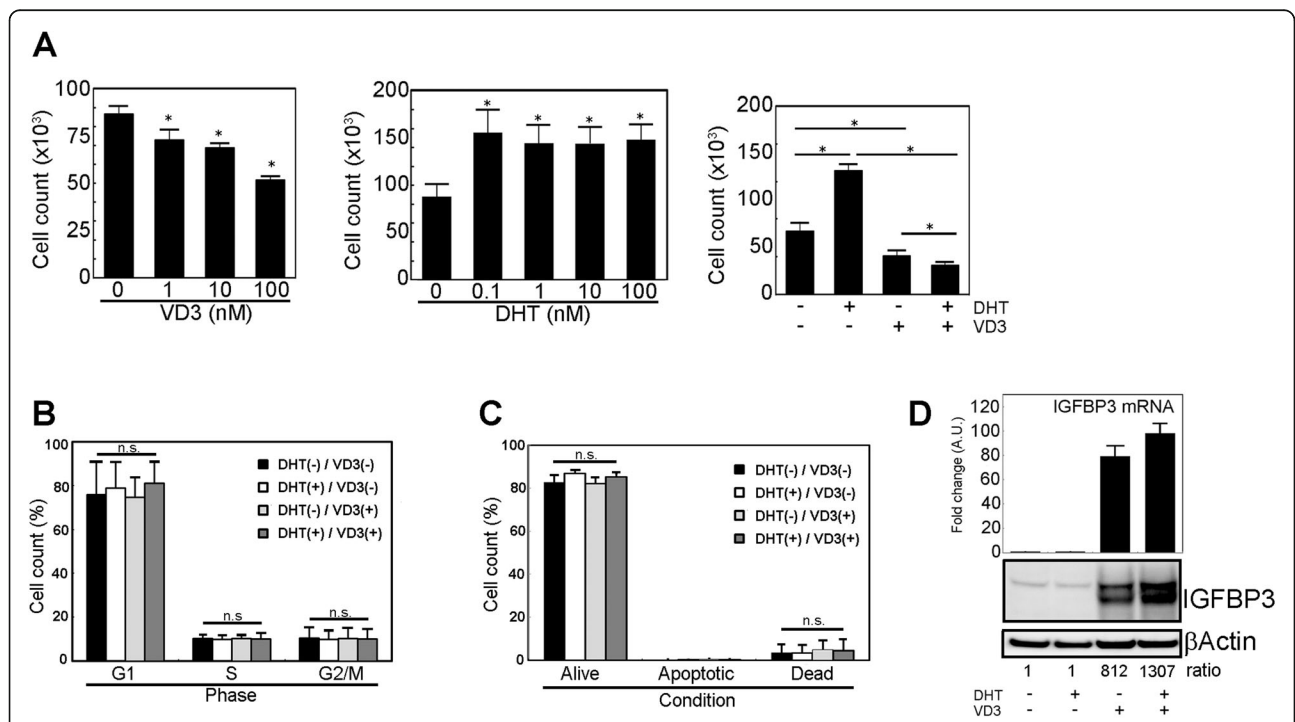 A
Cell count (x10³)
100
75
50
25
0
*
*
*
0 1 10 100
VD3 (nM)
Cell count (x10³)
200
150
100
50
0
*
*
*
*
0 0.1 1 10 100
DHT (nM)
Cell count (x10³)
200
150
100
50
0
*
*
*
*
- + - + DHT
- - + + VD3
B
Cell count (%)
100
80
60
40
20
0
n.s.
n.s
n.s.
DHT(-) / VD3(-)
DHT(+) / VD3(-)
DHT(-) / VD3(+)
DHT(+) / VD3(+)
G1 S G2/M
Phase
C
Cell count (%)
100
80
60
40
20
0
n.s.
n.s.
DHT(-) / VD3(-)
DHT(+) / VD3(-)
DHT(-) / VD3(+)
DHT(+) / VD3(+)
Alive Apoptotic Dead
Condition
D
IGFBP3 mRNA
Fold change (A.U.)
120
100
80
60
40
20
0
IGFBP3
βActin
1 1 812 1307 ratio
DHT - + - +
VD3 - - + +